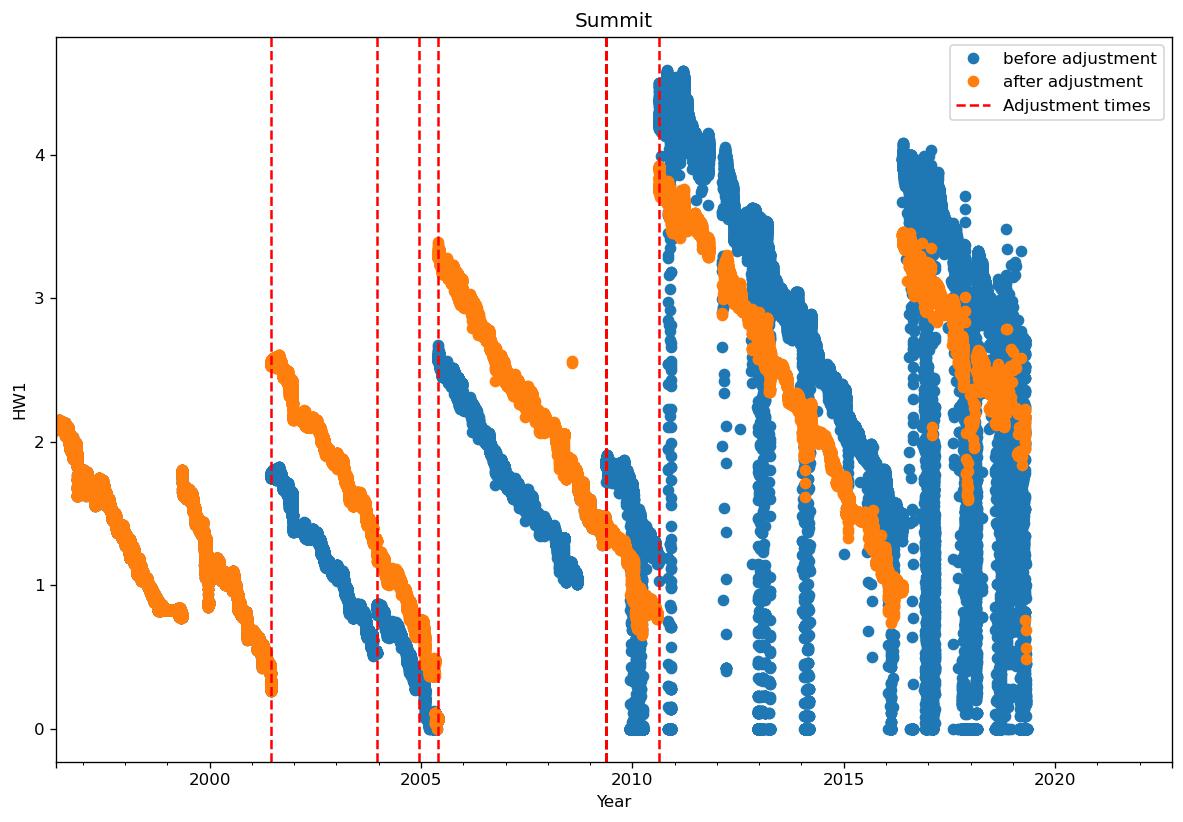 Summit
before adjustment
after adjustment
Adjustment times
HW1
4
3
2
1
0
2000 2005 2010 2015 2020
Year